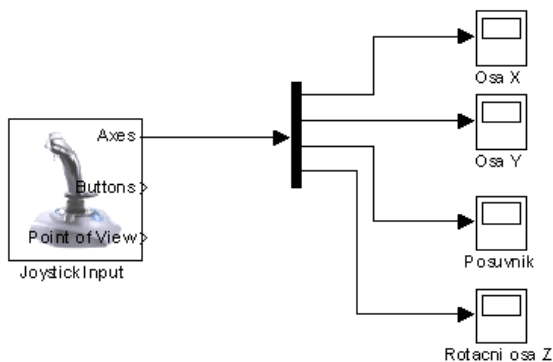 Osa X
Axes
Osa Y
Buttons
Point of View
Joystick Input
Posuvnik
Rotacni osa Z